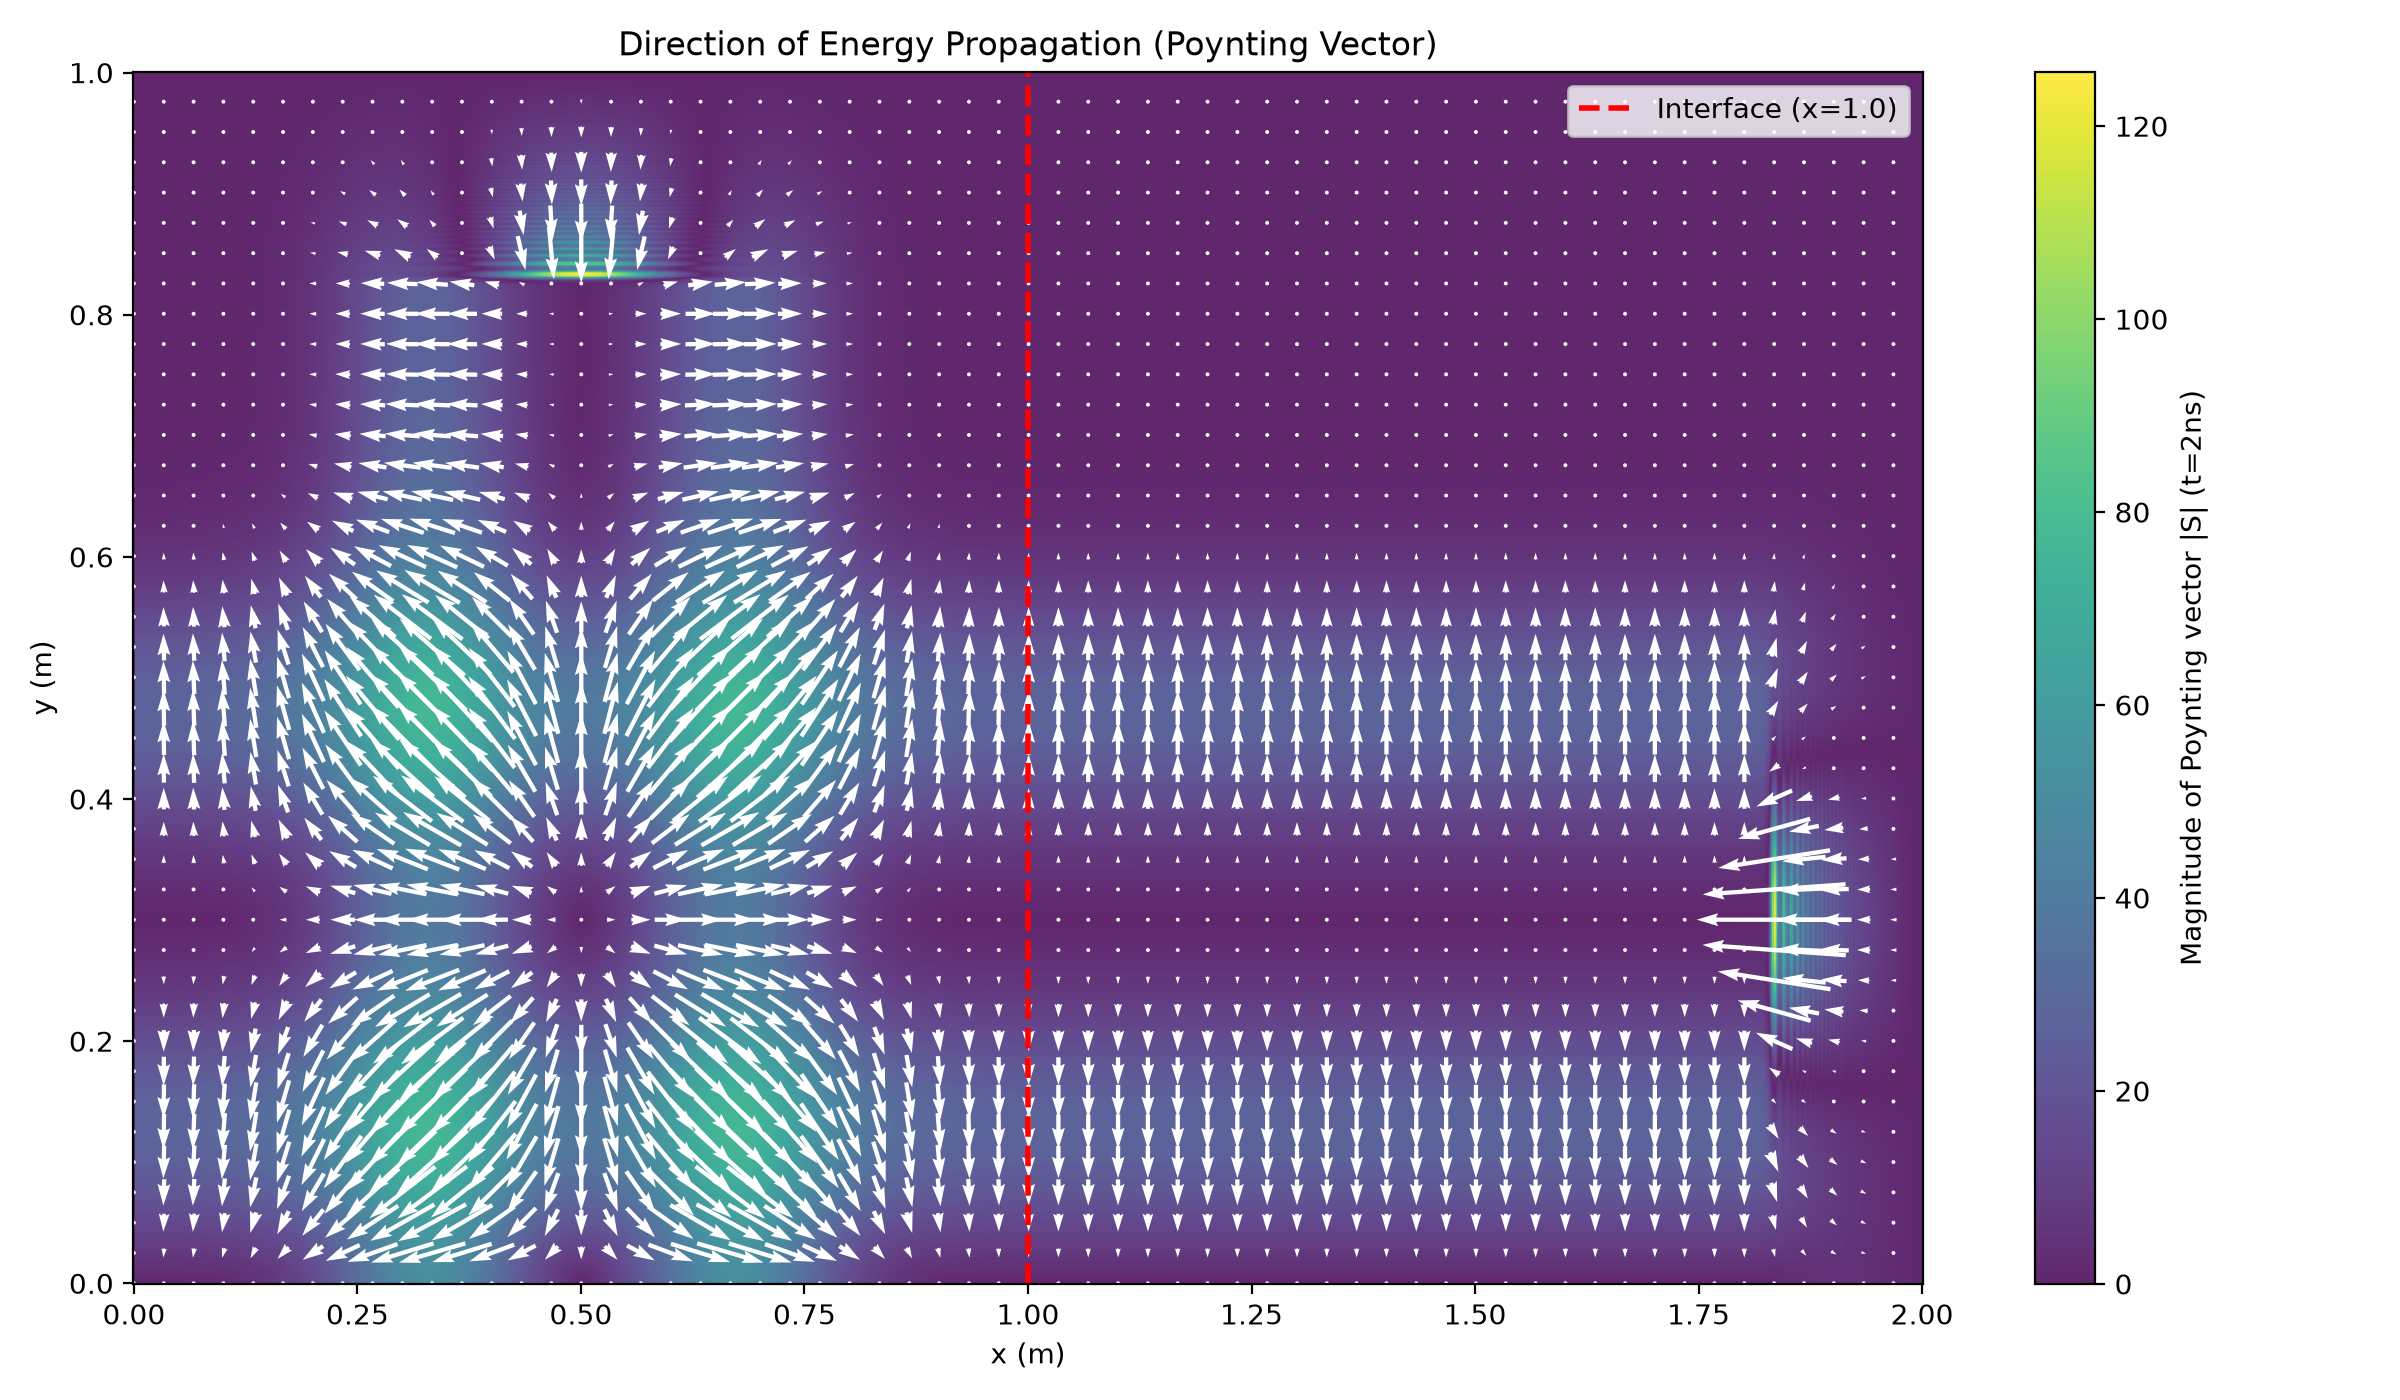 Direction of Energy Propagation (Poynting Vector)
Interface (x=1.0)
1.0
0.8
0.6
0.4
0.2
0.0
y (m)
0.00 0.25 0.50 0.75 1.00 1.25 1.50 1.75 2.00
x (m)
120
100
80
60
40
20
0
Magnitude of Poynting vector |S| (t=2ns)